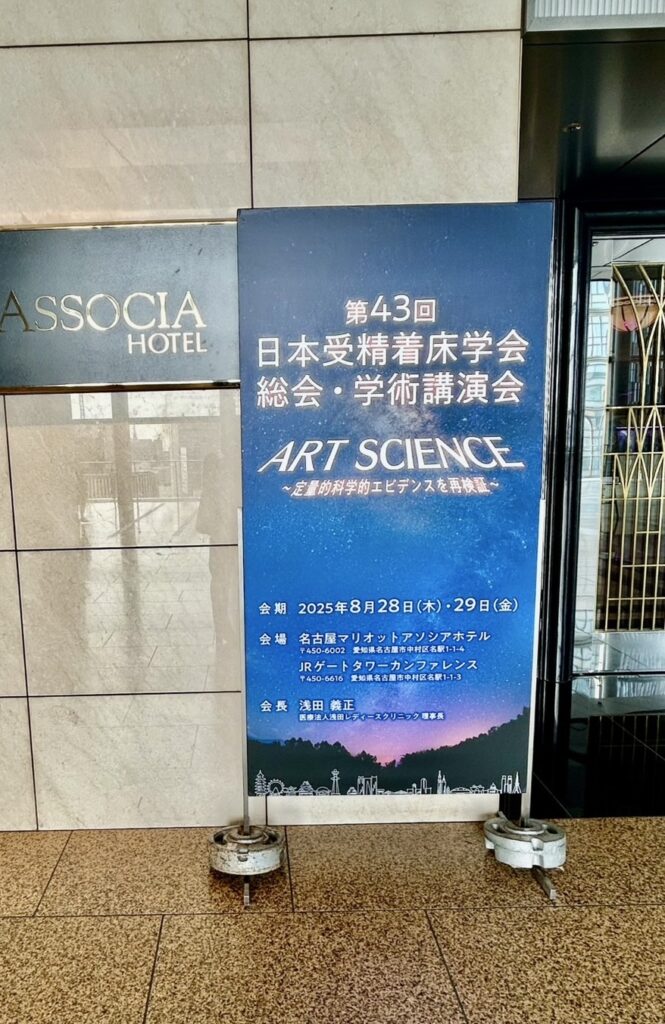 ASSOCIA
HOTEL
第43回
日本受精着床学会
総会・学術講演会
ART SCIENCE
~定量的科学的エビデンスを再検証~
会期 2025年8月28日(木)・29日(金)
会場 名古屋マリオットアソシアホテル
〒450-6002 愛知県名古屋市中村区名駅1-1-4
JRゲートタワーカンファレンス
〒450-6616 愛知県名古屋市中村区名駅1-1-3
会長 浅田 義正
医療法人浅田レディースクリニック 理事長